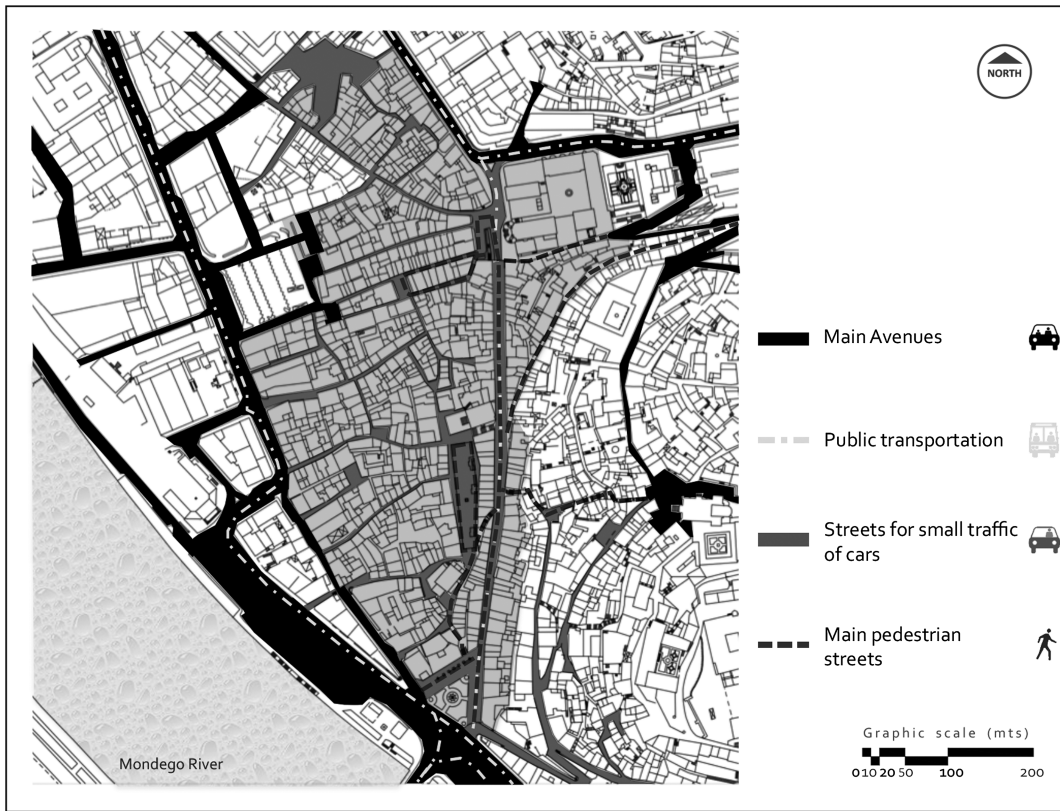 NORTH
Main Avenues
Public transportation
Streets for small traffic
of cars
Main pedestrian
streets
Graphic scale (mts)
0 10 20 50 100 200
Mondego River